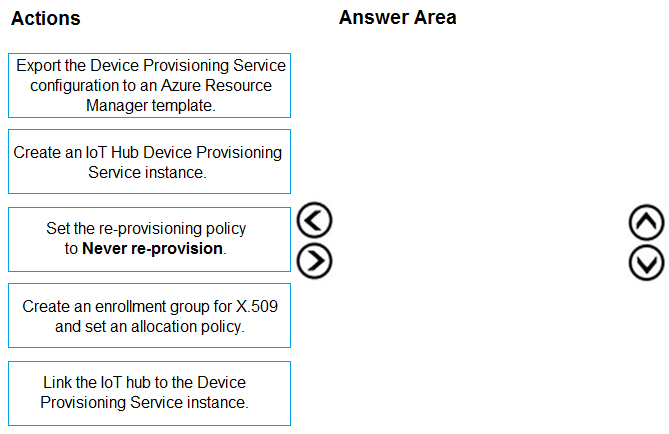 Actions
Answer Area
Export the Device Provisioning Service
configuration to an Azure Resource
Manager template.
Create an IoT Hub Device Provisioning
Service instance.
Set the re-provisioning policy
to Never re-provision.
Create an enrollment group for X.509
and set an allocation policy.
Link the IoT hub to the Device
Provisioning Service instance.